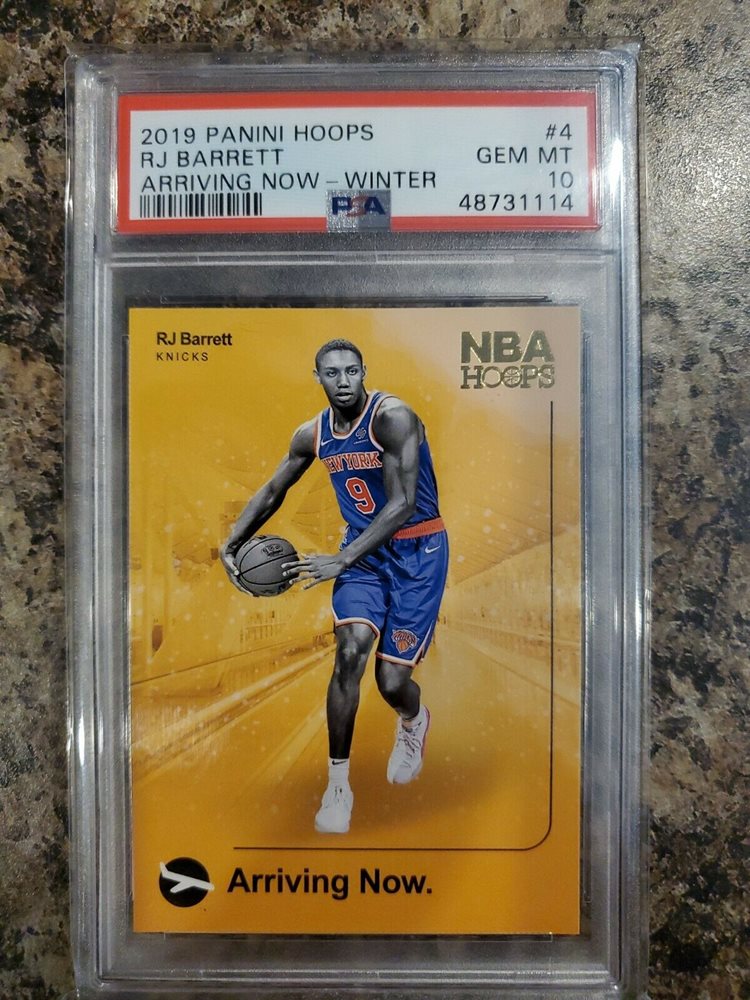 2019 PANINI HOOPS #4
RJ BARRETT GEM MT
ARRIVING NOW – WINTER 10
PSA 48731114
RJ Barrett
KNICKS
NBA
HOOPS
NEW YORK
9
Arriving Now.